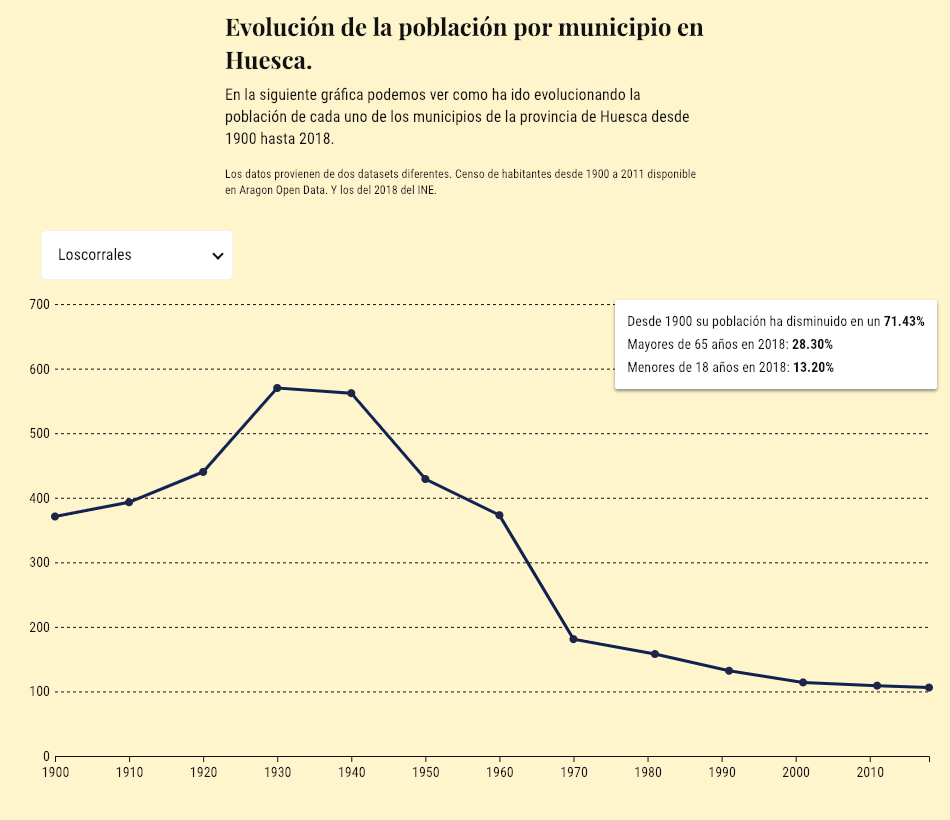 Evolución de la población por municipio en
Huesca.
En la siguiente gráfica podemos ver como ha ido evolucionando la
población de cada uno de los municipios de la provincia de Huesca desde
1900 hasta 2018.
Los datos provienen de dos datasets diferentes. Censo de habitantes desde 1900 a 2011 disponible
en Aragon Open Data. Y los del 2018 del INE.
Loscorrales
Desde 1900 su población ha disminuido en un 71.43%
Mayores de 65 años en 2018: 28.30%
Menores de 18 años en 2018: 13.20%
700
600
500
400
300
200
100
0
1900 1910 1920 1930 1940 1950 1960 1970 1980 1990 2000 2010